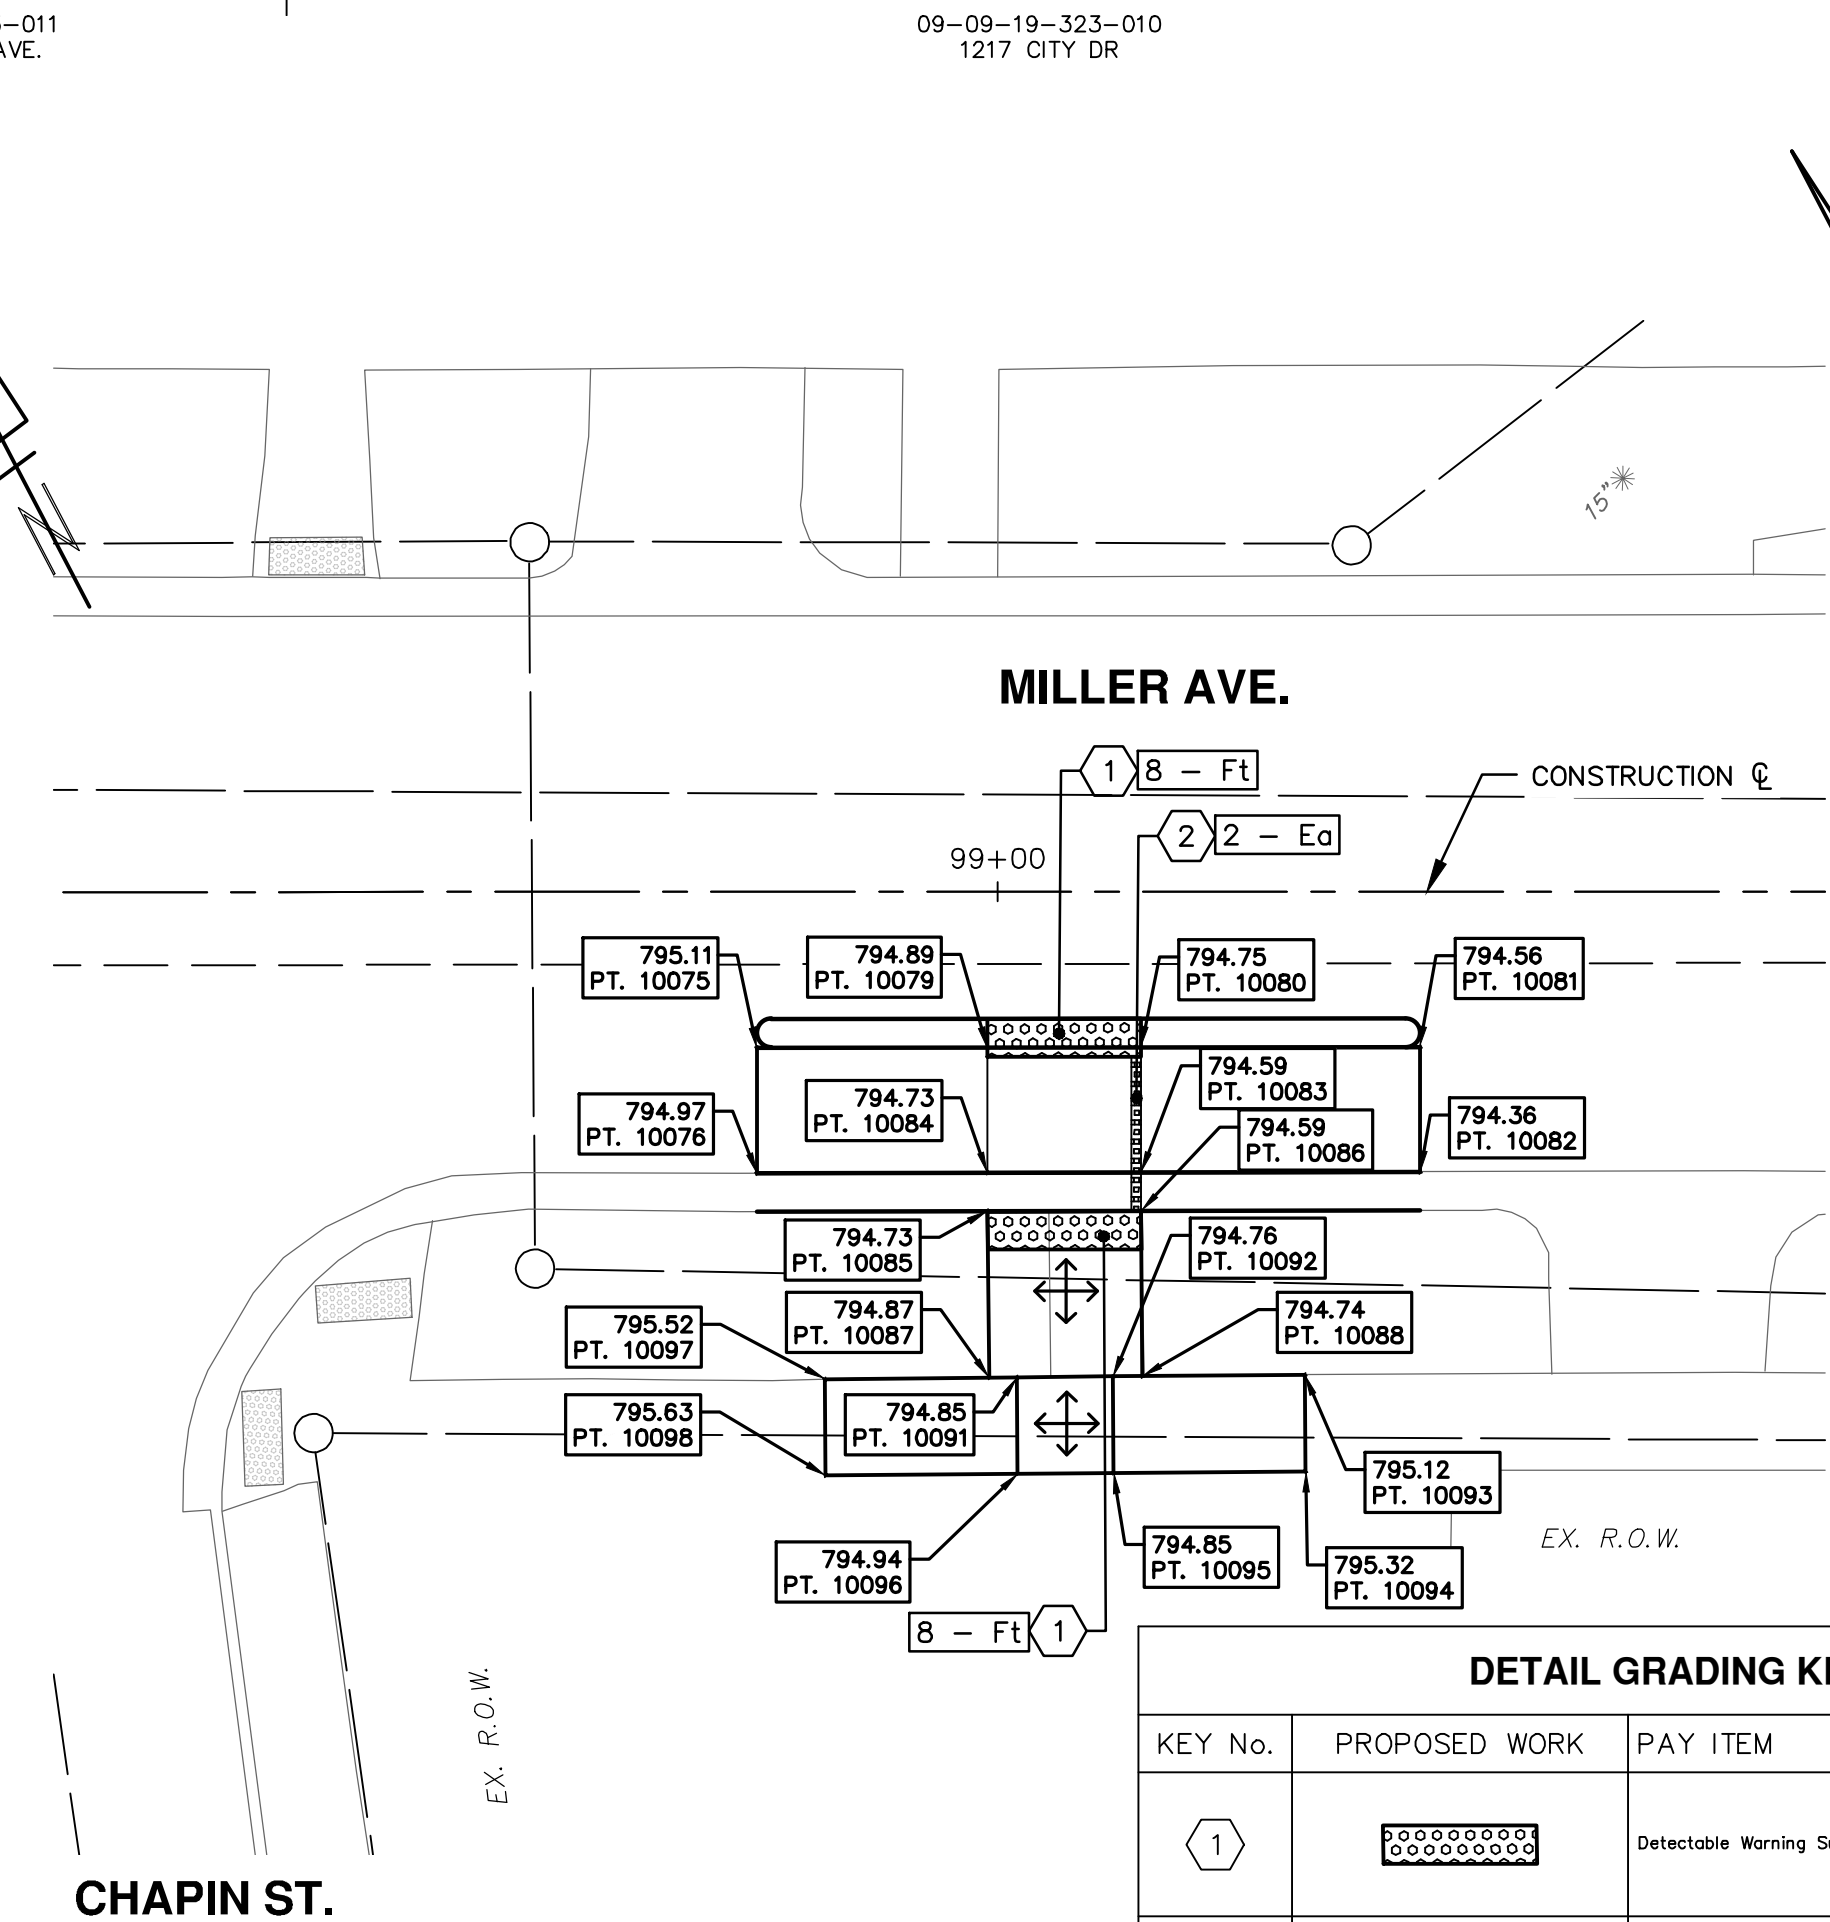 -011
AVE.
09-09-19-323-010
1217 CITY DR
15"
MILLER AVE.
1
8 - Ft
CONSTRUCTION ℄
2
2 - Ea
99+00
795.11
PT. 10075
794.89
PT. 10079
794.75
PT. 10080
794.56
PT. 10081
794.97
PT. 10076
794.73
PT. 10084
794.59
PT. 10083
794.59
PT. 10086
794.36
PT. 10082
794.73
PT. 10085
794.76
PT. 10092
795.52
PT. 10097
794.87
PT. 10087
794.74
PT. 10088
795.63
PT. 10098
794.85
PT. 10091
795.12
PT. 10093
794.94
PT. 10096
794.85
PT. 10095
795.32
PT. 10094
EX. R.O.W.
8 - Ft
1
EX. R.O.W.
DETAIL GRADING
KEY No.
PROPOSED WORK
PAY ITEM
1
Detectable Warning
CHAPIN ST.